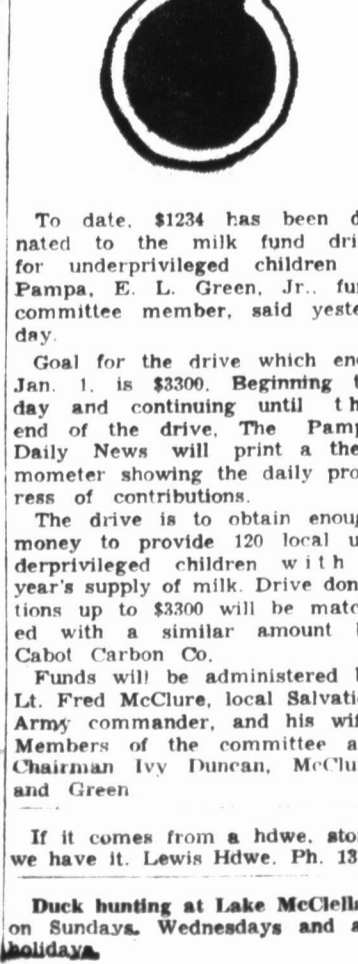 To date, $1234 has been d
nated to the milk fund dri
for underprivileged children
Pampa, E. L. Green, Jr., fu
committee member, said yeste
day.
Goal for the drive which en
Jan. 1, is $3300. Beginning t
day and continuing until th
end of the drive, The Pamp
Daily News will print a the
mometer showing the daily pro
ress of contributions.
The drive is to obtain enoug
money to provide 120 local u
derprivileged children with
year's supply of milk. Drive don
tions up to $3300 will be matc
ed with a similar amount
Cabot Carbon Co.
Funds will be administered
Lt. Fred McClure, local Salvati
Army commander, and his wif
Members of the committee a
Chairman Ivy Duncan, McClu
and Green
If it comes from a hdwe. stor
we have it. Lewis Hdwe. Ph. 13
Duck hunting at Lake McClella
on Sundays, Wednesdays and a
holidays.